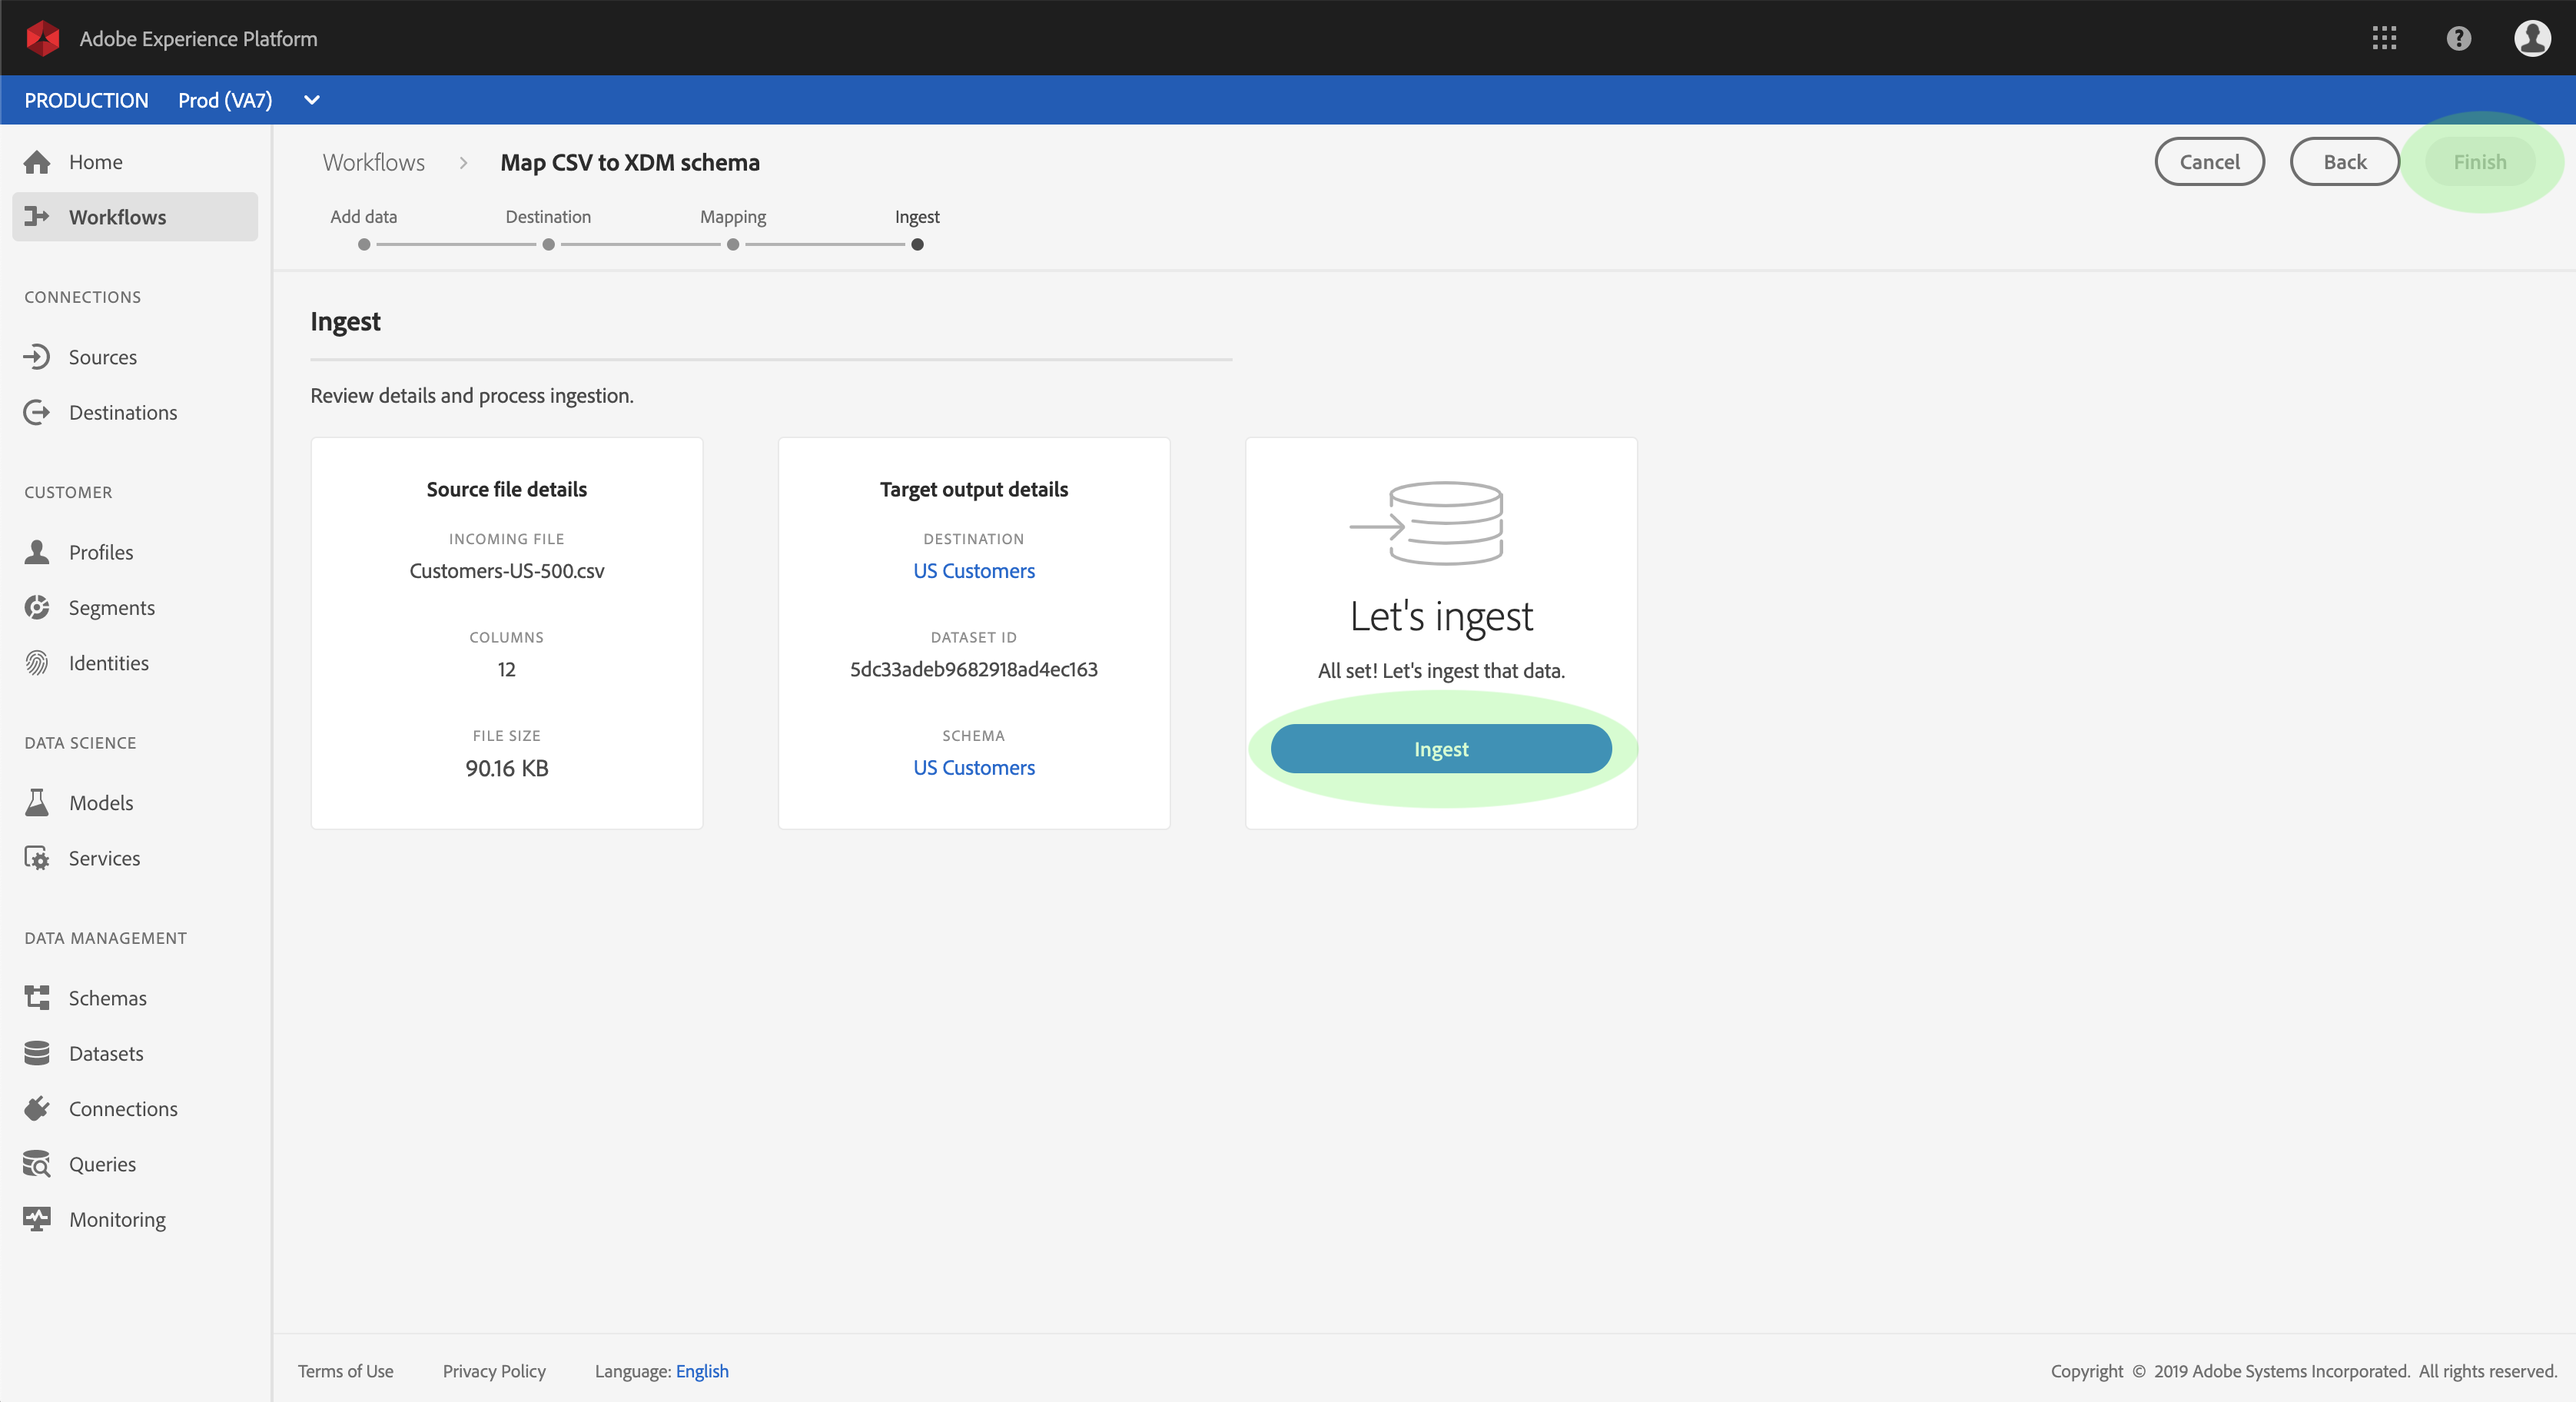 Adobe Experience Platform
?
PRODUCTION Prod (VA7)
Home
Workflows
CONNECTIONS
Sources
Destinations
CUSTOMER
Profiles
Segments
Identities
DATA SCIENCE
Models
Services
DATA MANAGEMENT
Schemas
Datasets
Connections
Queries
Monitoring
Workflows > Map CSV to XDM schema
Cancel Back Finish
Add data Destination Mapping Ingest
Ingest
Review details and process ingestion.
Source file details
INCOMING FILE
Customers-US-500.csv
COLUMNS
12
FILE SIZE
90.16 KB
Target output details
DESTINATION
US Customers
DATASET ID
5dc33adeb9682918ad4ec163
SCHEMA
US Customers
Let's ingest
All set! Let's ingest that data.
Ingest
Terms of Use Privacy Policy Language: English
Copyright © 2019 Adobe Systems Incorporated. All rights reserved.